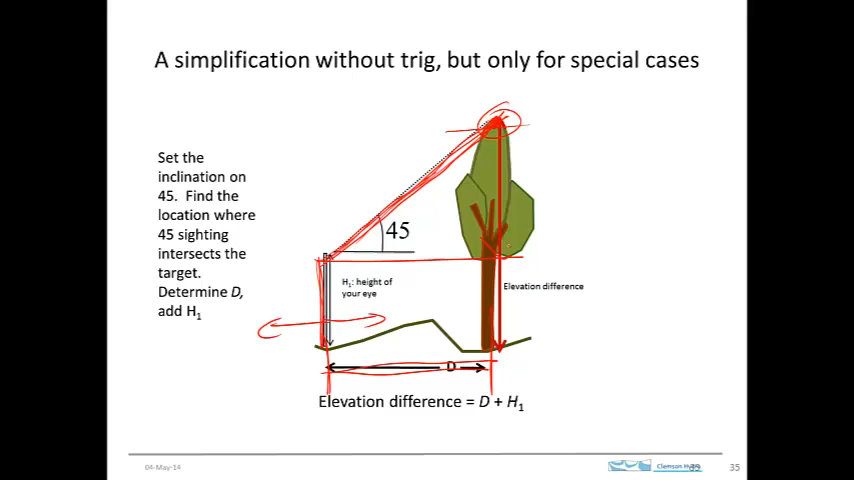 A simplification without trig, but only for special cases
Set the
inclination on
45. Find the
location where
45 sighting
intersects the
target.
Determine D,
add H₁
45
H₁: height of
your eye
Elevation difference
D
Elevation difference = D + H₁
04-May-14
35